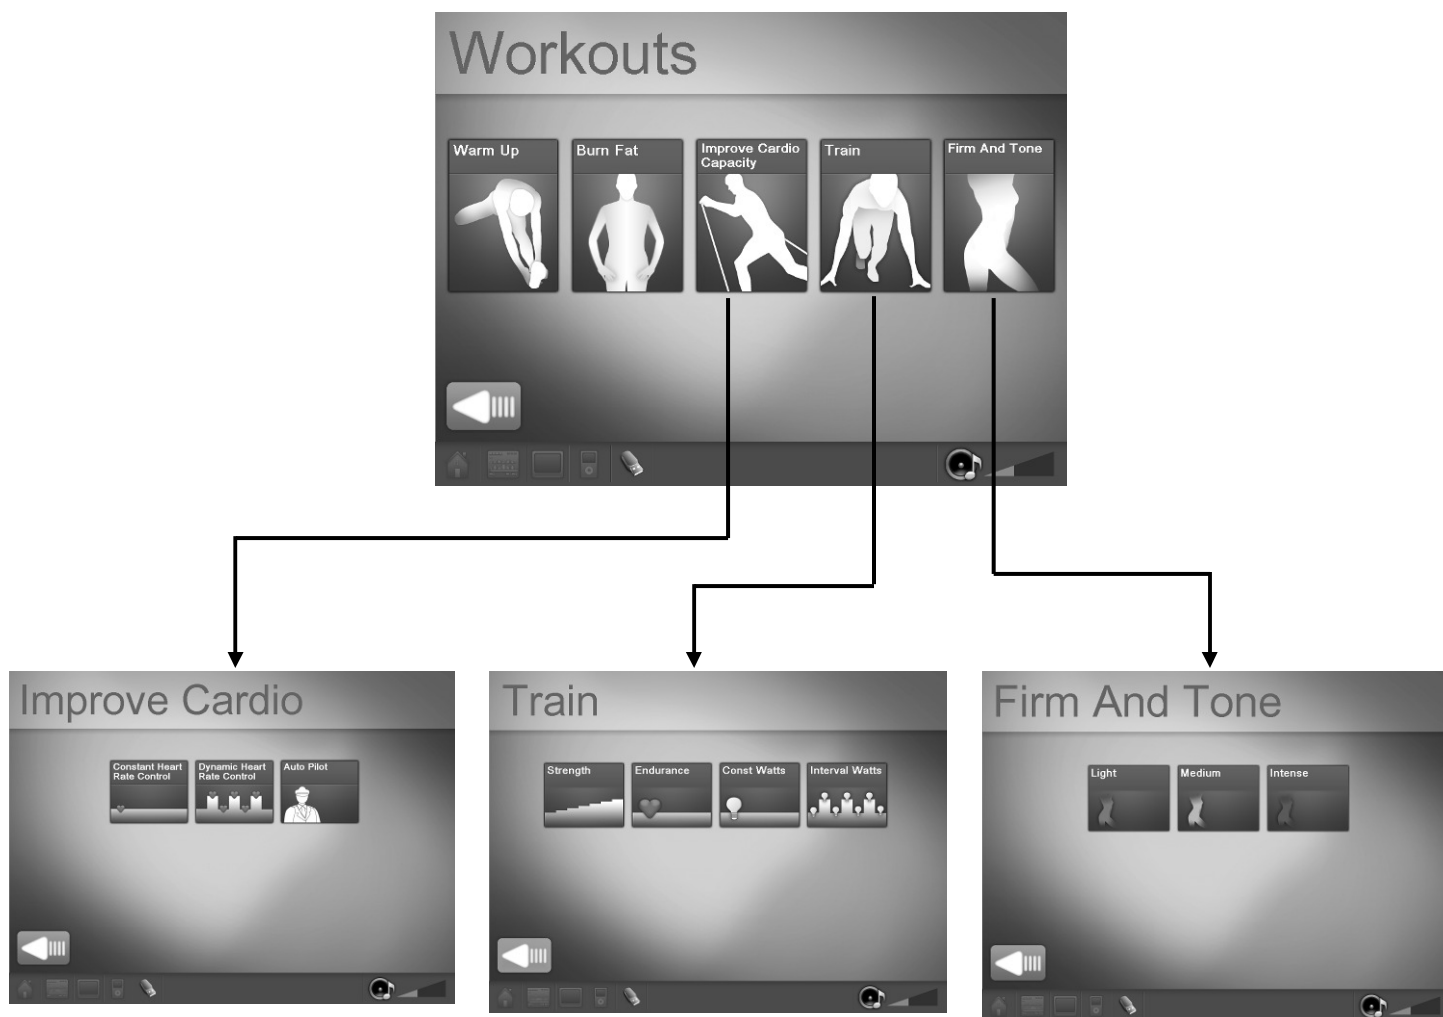 Workouts
Warm Up
Burn Fat
Improve Cardio
Capacity
Train
Firm And Tone
Improve Cardio
Constant Heart
Rate Control
Dynamic Heart
Rate Control
Auto Pilot
Train
Strength
Endurance
Const Watts
Interval Watts
Firm And Tone
Light
Medium
Intense